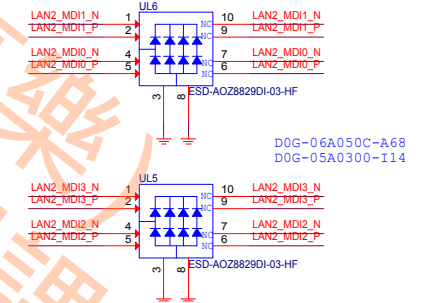 UL6
LAN2_MDI1_N 1 NC 10 LAN2_MDI1_N
LAN2_MDI1_P 2 NC 9 LAN2_MDI1_P
LAN2_MDI0_N 4 NC 7 LAN2_MDI0_N
LAN2_MDI0_P 5 NC 6 LAN2_MDI0_P
ESD-AOZ8829DI-03-HF
3 8
D0G-06A050C-A68
D0G-05A0300-I14
UL5
LAN2_MDI3_N 1 NC 10 LAN2_MDI3_N
LAN2_MDI3_P 2 NC 9 LAN2_MDI3_P
LAN2_MDI2_N 4 NC 7 LAN2_MDI2_N
LAN2_MDI2_P 5 NC 6 LAN2_MDI2_P
ESD-AOZ8829DI-03-HF
3 8